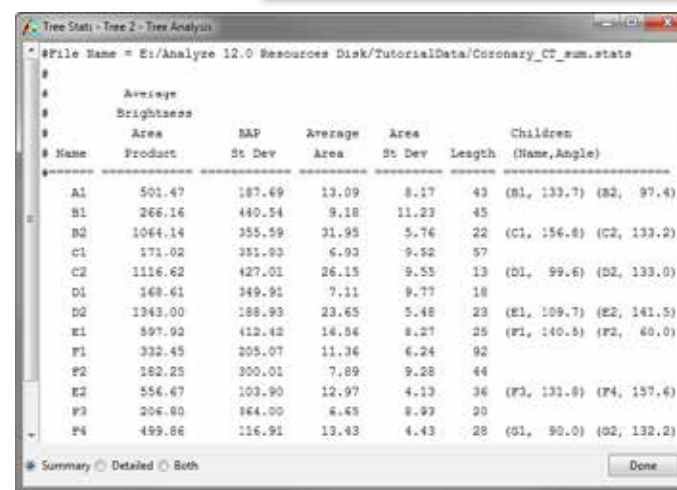 Tree Stats - Tree 2 - Tree Analysis
#File Name = E:/Analyze 12.0 Resources Disk/TutorialData/Coronary_CT_sum.stats
#
# Average
# Brightness
# Area BAP Average Area Children
# Name Product St Dev Area St Dev Length (Name,Angle)
#====== ============= ============ ========= ========= ====== ======================
A1 501.47 187.69 13.09 8.17 43 (B1, 133.7) (B2, 97.4)
B1 266.16 440.54 9.18 11.23 45
B2 1064.14 355.59 31.95 5.76 22 (C1, 156.8) (C2, 133.2)
C1 171.02 351.83 6.93 9.52 57
C2 1116.62 427.01 26.15 9.55 13 (D1, 99.6) (D2, 133.0)
D1 168.61 349.91 7.11 9.77 18
D2 1343.00 188.93 23.65 5.48 23 (E1, 109.7) (E2, 141.5)
E1 597.92 412.42 16.56 8.27 25 (F1, 140.5) (F2, 60.0)
F1 332.45 205.07 11.36 6.24 92
F2 182.25 300.01 7.89 9.28 44
E2 556.67 103.90 12.97 4.13 36 (F3, 131.8) (F4, 157.6)
F3 206.80 364.00 6.65 8.93 20
F4 499.86 116.91 13.43 4.43 28 (G1, 90.0) (G2, 132.2)
Summary Detailed Both Done